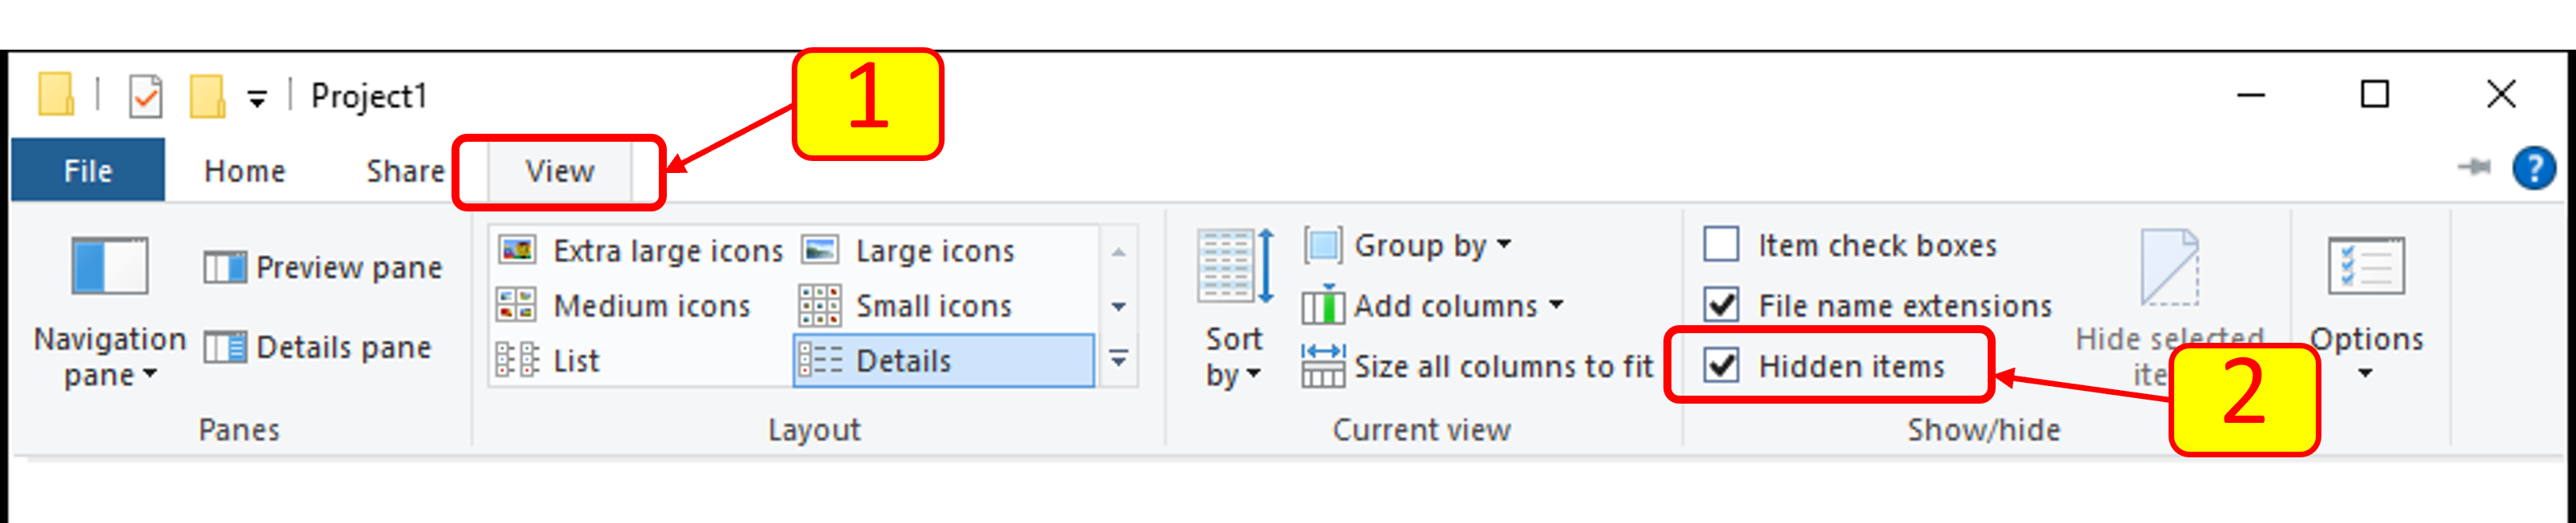 Project1
1
File Home Share View
?
Navigation pane
Preview pane
Details pane
Panes
Extra large icons
Large icons
Medium icons
Small icons
List
Details
Layout
Sort by
Group by
Add columns
Size all columns to fit
Current view
Item check boxes
File name extensions
Hidden items
Hide selected
Show/hide
2
Options